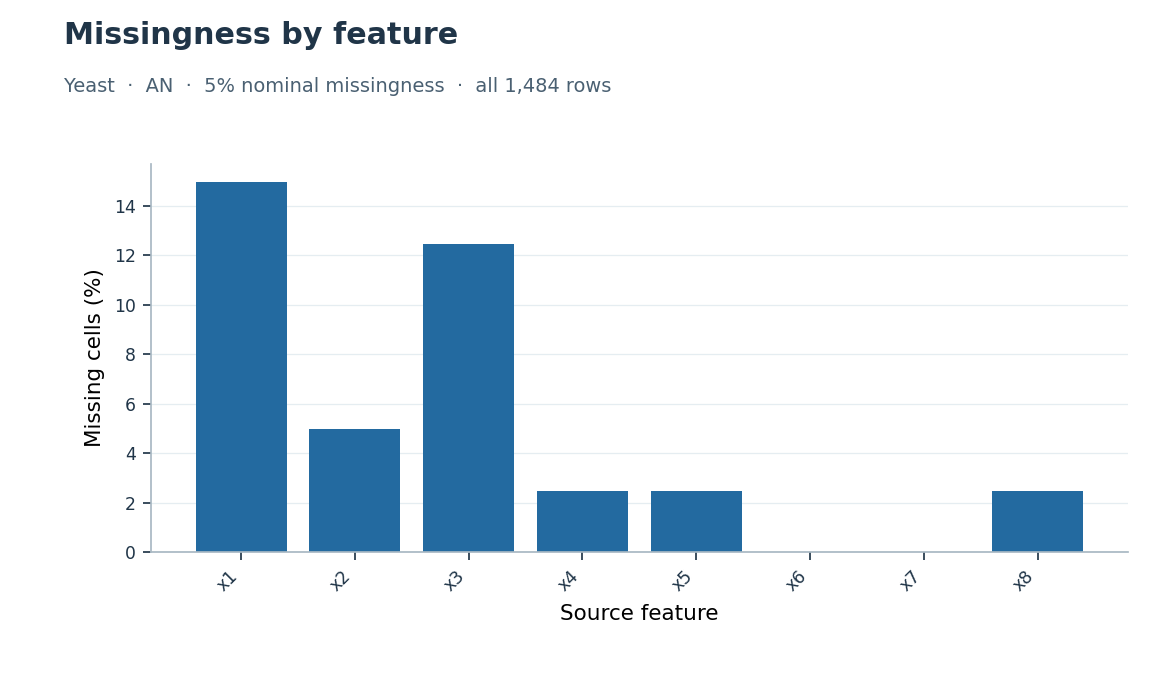 Missingness by feature
Yeast · AN · 5% nominal missingness · all 1,484 rows
Missing cells (%)
14
12
10
8
6
4
2
0
x1 x2 x3 x4 x5 x6 x7 x8
Source feature